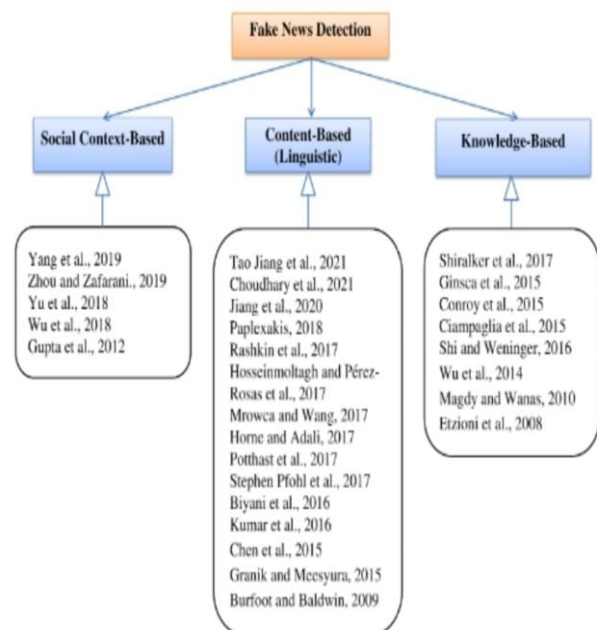 Fake News Detection
Social Context-Based
Content-Based
(Linguistic)
Knowledge-Based
Yang et al., 2019
Zhou and Zafarani., 2019
Yu et al., 2018
Wu et al., 2018
Gupta et al., 2012
Tao Jiang et al., 2021
Choudhary et al., 2021
Jiang et al., 2020
Paplexakis, 2018
Rashkin et al., 2017
Hosseinmoltagh and Pérez-
Rosas et al., 2017
Mrowca and Wang, 2017
Horne and Adali, 2017
Potthast et al., 2017
Stephen Pfohl et al., 2017
Biyani et al., 2016
Kumar et al., 2016
Chen et al., 2015
Granik and Meesyura, 2015
Burfoot and Baldwin, 2009
Shiralker et al., 2017
Ginsca et al., 2015
Conroy et al., 2015
Ciampaglia et al., 2015
Shi and Weninger, 2016
Wu et al., 2014
Magdy and Wanas, 2010
Etzioni et al., 2008